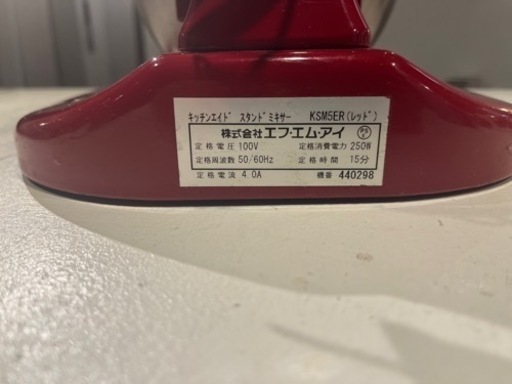 キッチンエイド スタンドミキサー KSM5ER(レッド)
株式会社 エフ・エム・アイ
定格電圧 100V 定格消費電力 250W
定格周波数 50/60Hz 定格時間 15分
定格電流 4.0A 機番 440298